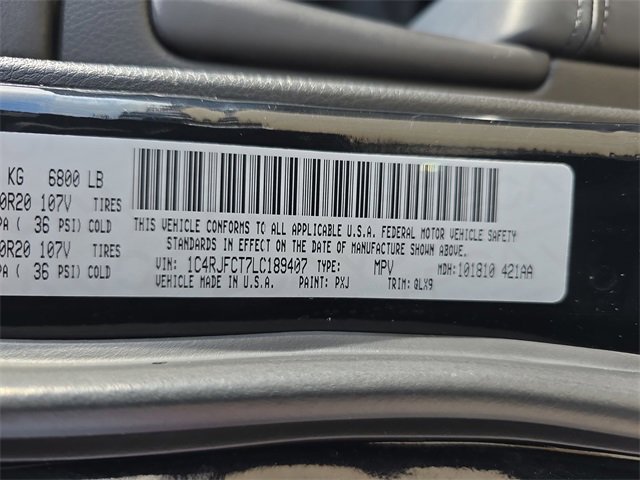 KG 6800 LB
0R20 107V TIRES
PA ( 36 PSI) COLD
0R20 107V TIRES
PA ( 36 PSI) COLD
THIS VEHICLE CONFORMS TO ALL APPLICABLE U.S.A. FEDERAL MOTOR VEHICLE SAFETY
STANDARDS IN EFFECT ON THE DATE OF MANUFACTURE SHOWN ABOVE.
VIN: 1C4RJFCT7LC189407 TYPE: MPV MDH: 101810 421AA
VEHICLE MADE IN U.S.A. PAINT: PXJ TRIM: QLX9